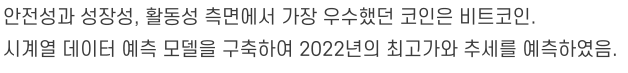 안전성과 성장성, 활동성 측면에서 가장 우수했던 코인은 비트코인.
시계열 데이터 예측 모델을 구축하여 2022년의 최고가와 추세를 예측하였음.